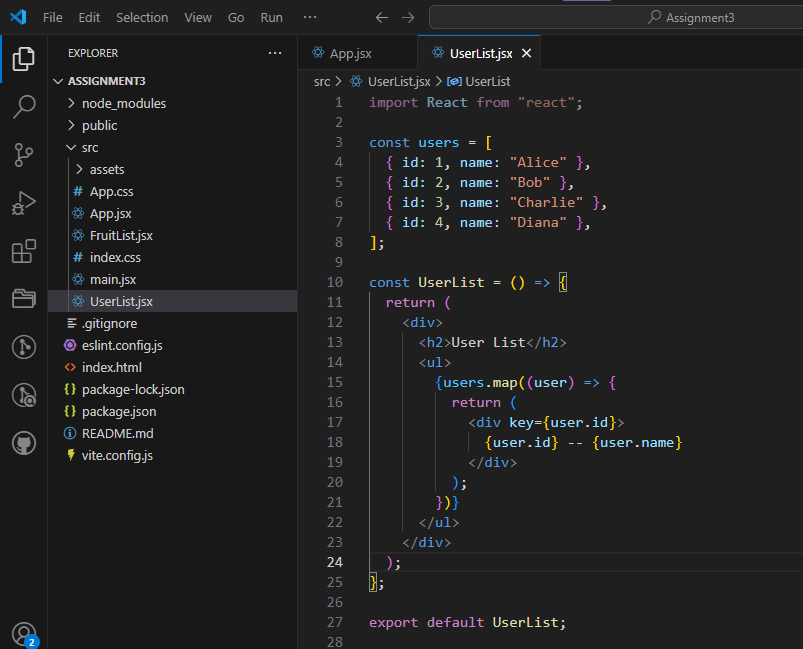 File Edit Selection View Go Run ··· ← → Assignment3
EXPLORER ···
ASSIGNMENT3
node_modules
public
src
assets
# App.css
App.jsx
FruitList.jsx
# index.css
main.jsx
UserList.jsx
.gitignore
eslint.config.js
<> index.html
{} package-lock.json
{} package.json
README.md
vite.config.js
2
App.jsx UserList.jsx ×
src > UserList.jsx > UserList
1 import React from "react";
2
3 const users = [
4 { id: 1, name: "Alice" },
5 { id: 2, name: "Bob" },
6 { id: 3, name: "Charlie" },
7 { id: 4, name: "Diana" },
8 ];
9
10 const UserList = () => {
11 return (
12 <div>
13 <h2>User List</h2>
14 <ul>
15 {users.map((user) => {
16 return (
17 <div key={user.id}>
18 {user.id} -- {user.name}
19 </div>
20 );
21 })}
22 </ul>
23 </div>
24 );
25 };
26
27 export default UserList;
28